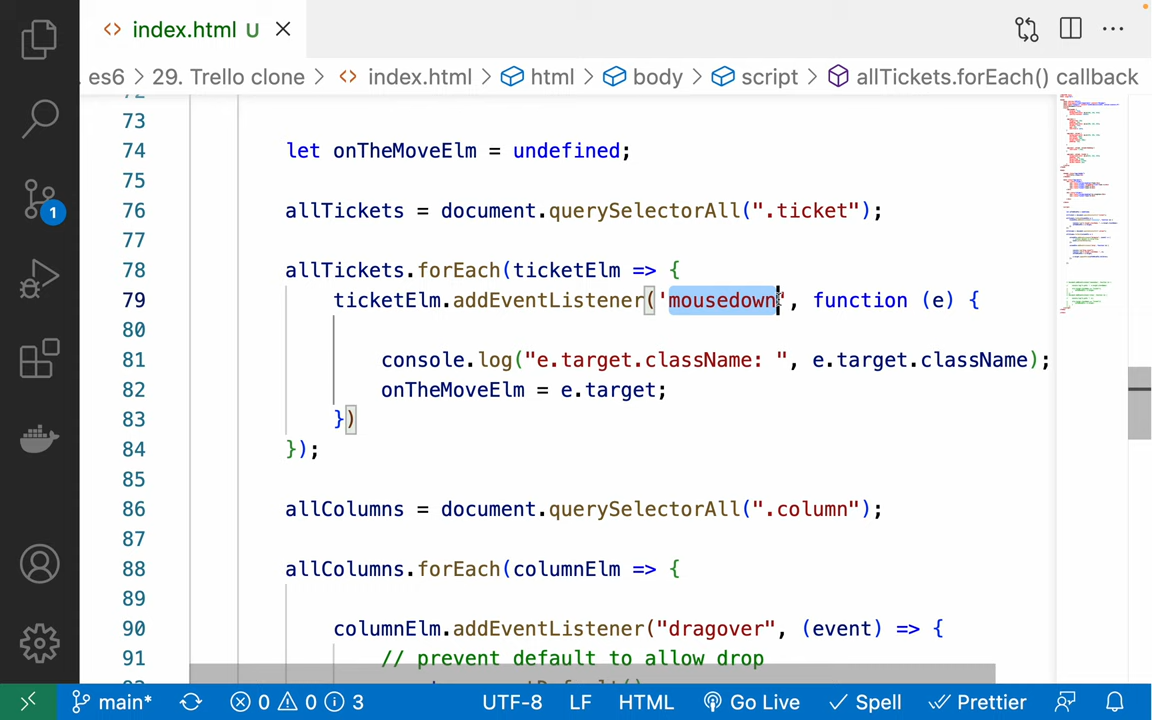 index.html U
es6 > 29. Trello clone > index.html > html > body > script > allTickets.forEach() callback
72
73
74 let onTheMoveElm = undefined;
75
76 allTickets = document.querySelectorAll(".ticket");
77
78 allTickets.forEach(ticketElm => {
79 ticketElm.addEventListener('mousedown', function (e) {
80
81 console.log("e.target.className: ", e.target.className);
82 onTheMoveElm = e.target;
83 })
84 });
85
86 allColumns = document.querySelectorAll(".column");
87
88 allColumns.forEach(columnElm => {
89
90 columnElm.addEventListener("dragover", (event) => {
91 // prevent default to allow drop
1
main* 0 0 3 UTF-8 LF HTML Go Live Spell Prettier